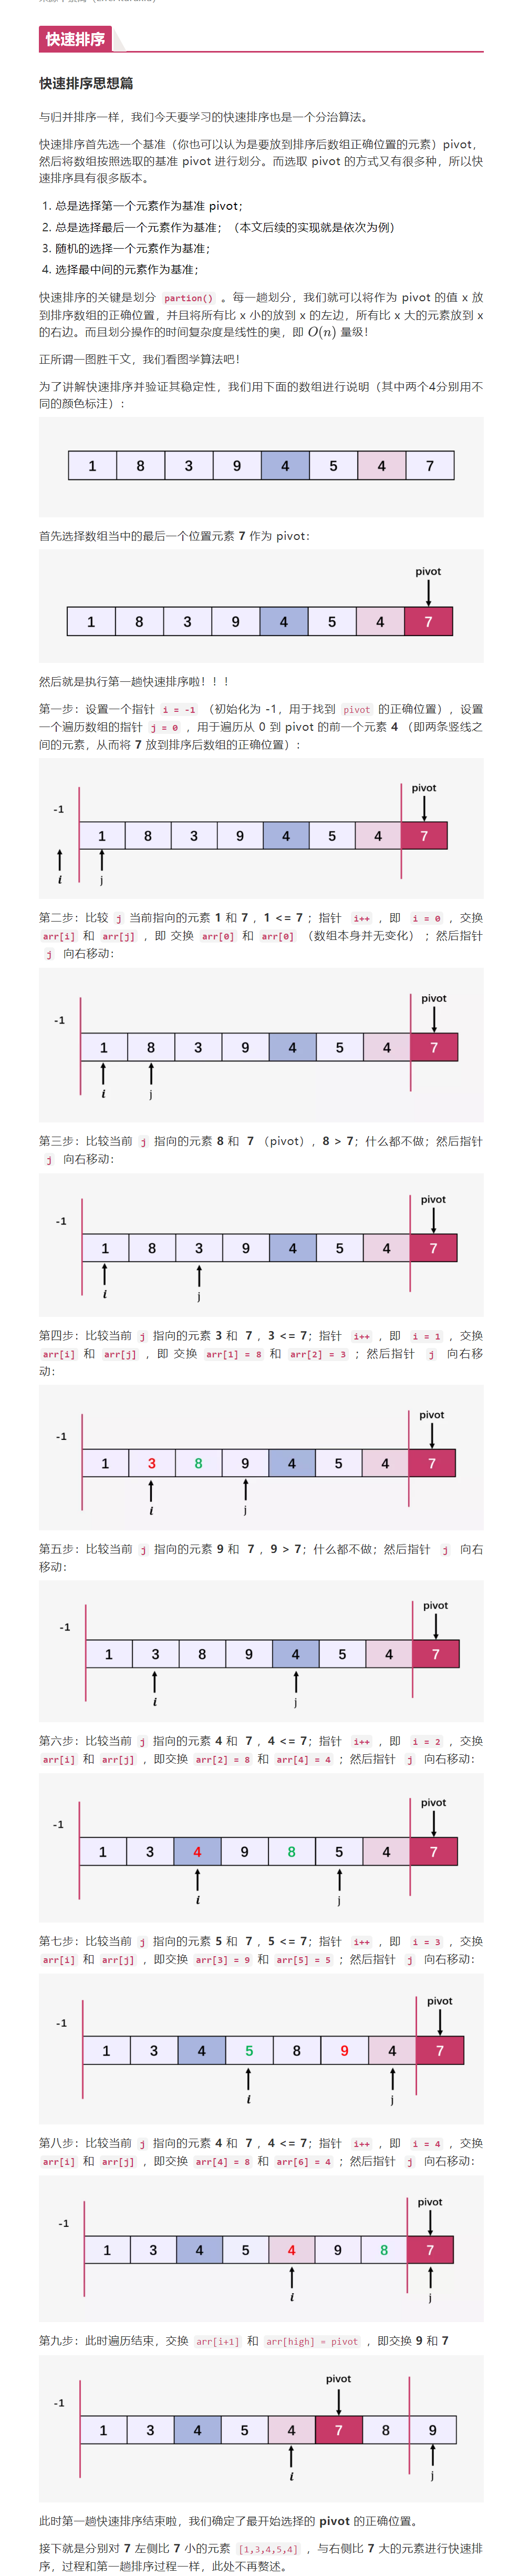 快速排序
快速排序思想篇
与归并排序一样，我们今天要学习的快速排序也是一个分治算法。
快速排序首先选一个基准（你也可以认为是要放到排序后数组正确位置的元素）pivot，
然后将数组按照选取的基准 pivot 进行划分。而选取 pivot 的方式又有很多种，所以快
速排序具有很多版本。
1. 总是选择第一个元素作为基准 pivot；
2. 总是选择最后一个元素作为基准；（本文后续的实现就是依次为例）
3. 随机的选择一个元素作为基准；
4. 选择最中间的元素作为基准；
快速排序的关键是划分 partion() 。每一趟划分，我们就可以将作为 pivot 的值 x 放
到排序数组的正确位置，并且将所有比 x 小的放到 x 的左边，所有比 x 大的元素放到 x
的右边。而且划分操作的时间复杂度是线性的奥，即 O(n) 量级！
正所谓一图胜千文，我们看图学算法吧！
为了讲解快速排序并验证其稳定性，我们用下面的数组进行说明（其中两个4分别用不
同的颜色标注）：
1 8 3 9 4 5 4 7
首先选择数组当中的最后一个位置元素 7 作为 pivot：
pivot
1 8 3 9 4 5 4 7
然后就是执行第一趟快速排序啦！！！
第一步：设置一个指针 i = -1 （初始化为 -1，用于找到 pivot 的正确位置），设置
一个遍历数组的指针 j = 0 ，用于遍历从 0 到 pivot 的前一个元素 4 （即两条竖线之
间的元素，从而将 7 放到排序后数组的正确位置）：
pivot
-1
1 8 3 9 4 5 4 7
i j
第二步：比较 j 当前指向的元素 1 和 7 ，1 <= 7 ；指针 i++ ，即 i = 0 ，交换
arr[i] 和 arr[j] ，即 交换 arr[0] 和 arr[0] （数组本身并无变化） ；然后指针
j 向右移动：
pivot
-1
1 8 3 9 4 5 4 7
i j
第三步：比较当前 j 指向的元素 8 和 7 （pivot），8 > 7；什么都不做；然后指针
j 向右移动：
pivot
-1
1 8 3 9 4 5 4 7
i j
第四步：比较当前 j 指向的元素 3 和 7 ，3 <= 7；指针 i++ ，即 i = 1 ，交换
arr[i] 和 arr[j] ，即 交换 arr[1] = 8 和 arr[2] = 3 ；然后指针 j 向右移
动：
pivot
-1
1 3 8 9 4 5 4 7
i j
第五步：比较当前 j 指向的元素 9 和 7 ，9 > 7；什么都不做；然后指针 j 向右
移动：
pivot
-1
1 3 8 9 4 5 4 7
i j
第六步：比较当前 j 指向的元素 4 和 7 ，4 <= 7；指针 i++ ，即 i = 2 ，交换
arr[i] 和 arr[j] ，即交换 arr[2] = 8 和 arr[4] = 4 ；然后指针 j 向右移动：
pivot
-1
1 3 4 9 8 5 4 7
i j
第七步：比较当前 j 指向的元素 5 和 7 ，5 <= 7；指针 i++ ，即 i = 3 ，交换
arr[i] 和 arr[j] ，即交换 arr[3] = 9 和 arr[5] = 5 ；然后指针 j 向右移动：
pivot
-1
1 3 4 5 8 9 4 7
i j
第八步：比较当前 j 指向的元素 4 和 7 ，4 <= 7；指针 i++ ，即 i = 4 ，交换
arr[i] 和 arr[j] ，即交换 arr[4] = 8 和 arr[6] = 4 ；然后指针 j 向右移动：
pivot
-1
1 3 4 5 4 9 8 7
i j
第九步：此时遍历结束，交换 arr[i+1] 和 arr[high] = pivot ，即交换 9 和 7
pivot
-1
1 3 4 5 4 7 8 9
i j
此时第一趟快速排序结束啦，我们确定了最开始选择的 pivot 的正确位置。
接下就是分别对 7 左侧比 7 小的元素 [1,3,4,5,4] ，与右侧比 7 大的元素进行快速排
序，过程和第一趟排序过程一样，此处不再赘述。